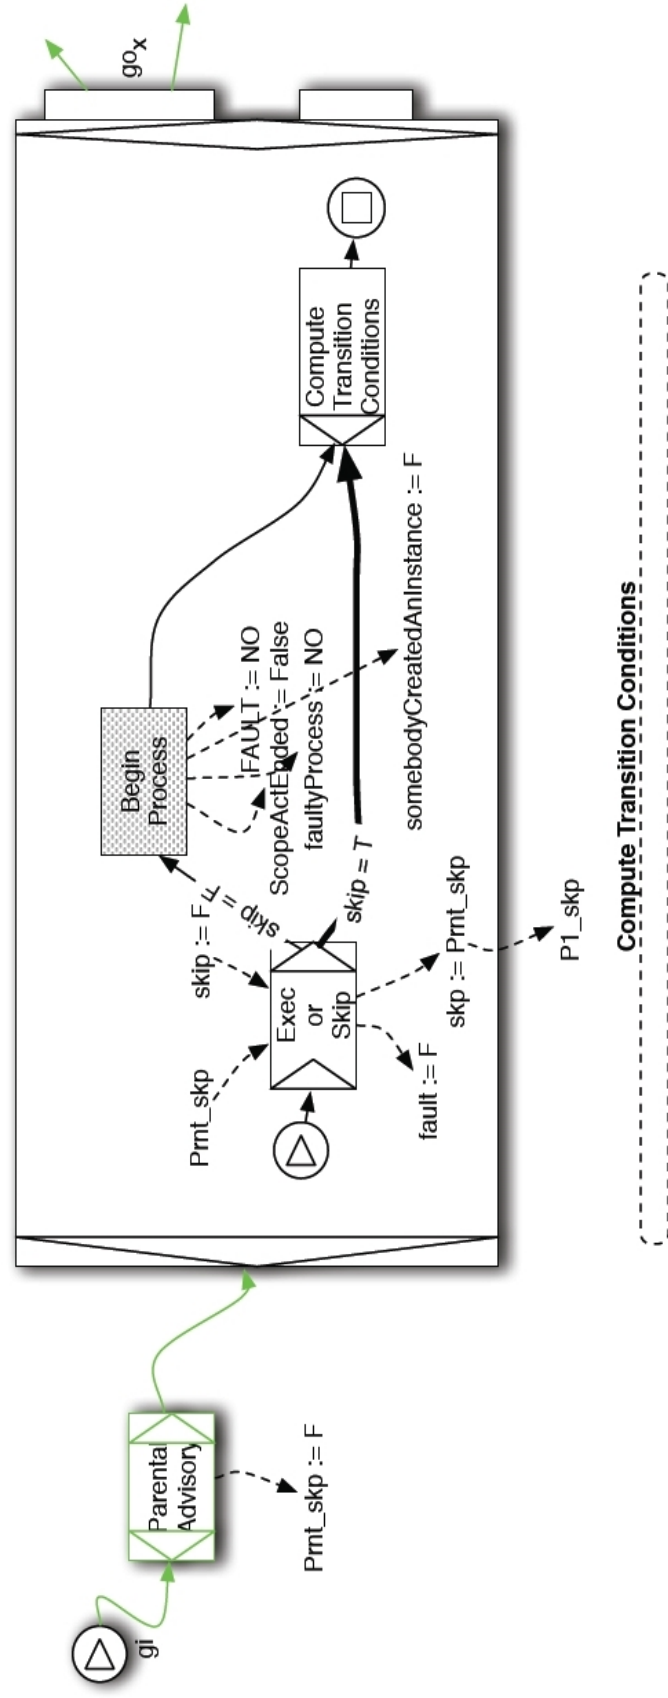 gi
Parental
Advisory
Prnt_skp := F
Prnt_skp
skip := F
Exec
or
Skip
fault := F
skp := Prnt_skp
P1_skp
skip = F
skip = T
Begin
Process
FAULT := NO
ScopeActEnded := False
faultyProcess := NO
somebodyCreatedAnInstance := F
Compute
Transition
Conditions
gox
Compute Transition Conditions